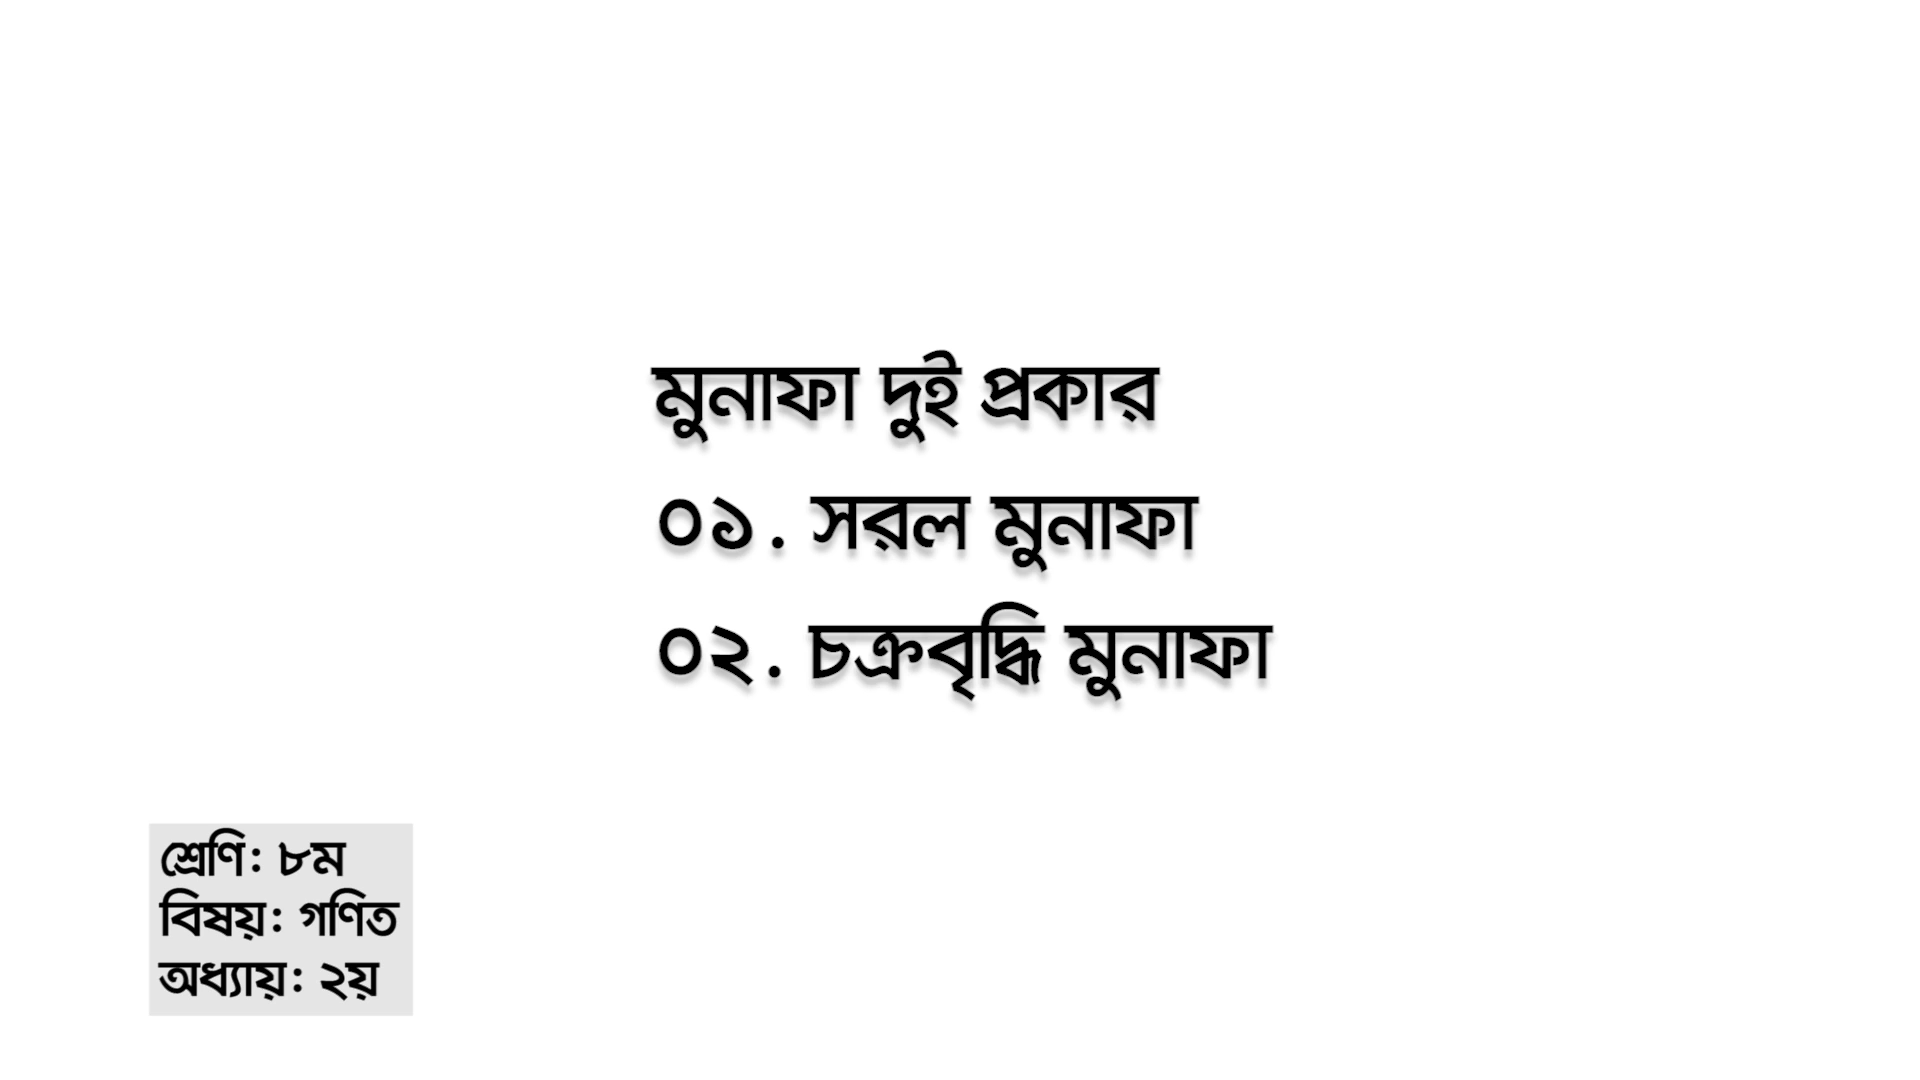 মুনাফা দুই প্রকার
০১. সরল মুনাফা
০২. চক্রবৃদ্ধি মুনাফা
শ্রেণি: ৮ম
বিষয়: গণিত
অধ্যায়: ২য়